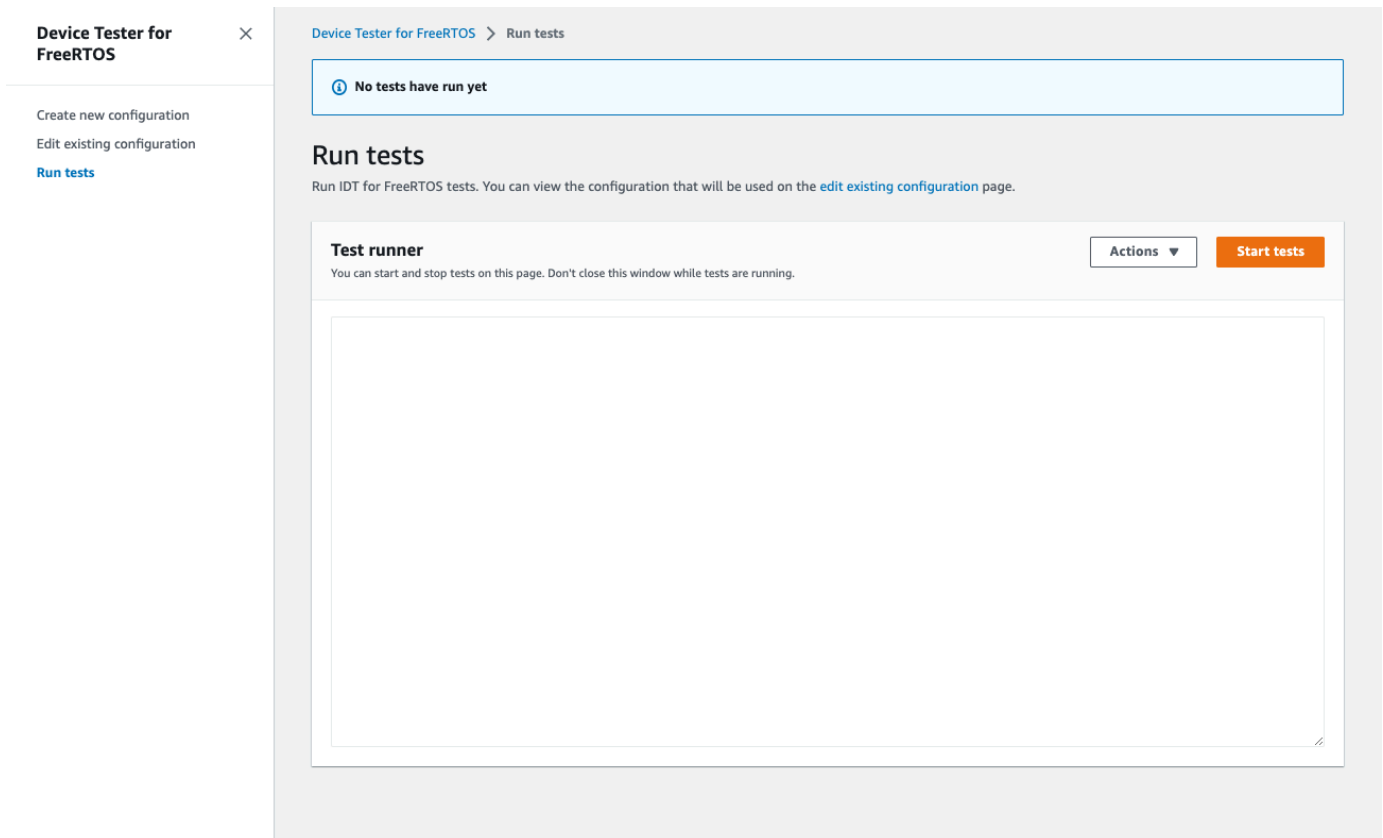 Device Tester for
FreeRTOS
Create new configuration
Edit existing configuration
Run tests
Device Tester for FreeRTOS > Run tests
No tests have run yet
Run tests
Run IDT for FreeRTOS tests. You can view the configuration that will be used on the edit existing configuration page.
Test runner
You can start and stop tests on this page. Don't close this window while tests are running.
Actions ▼
Start tests